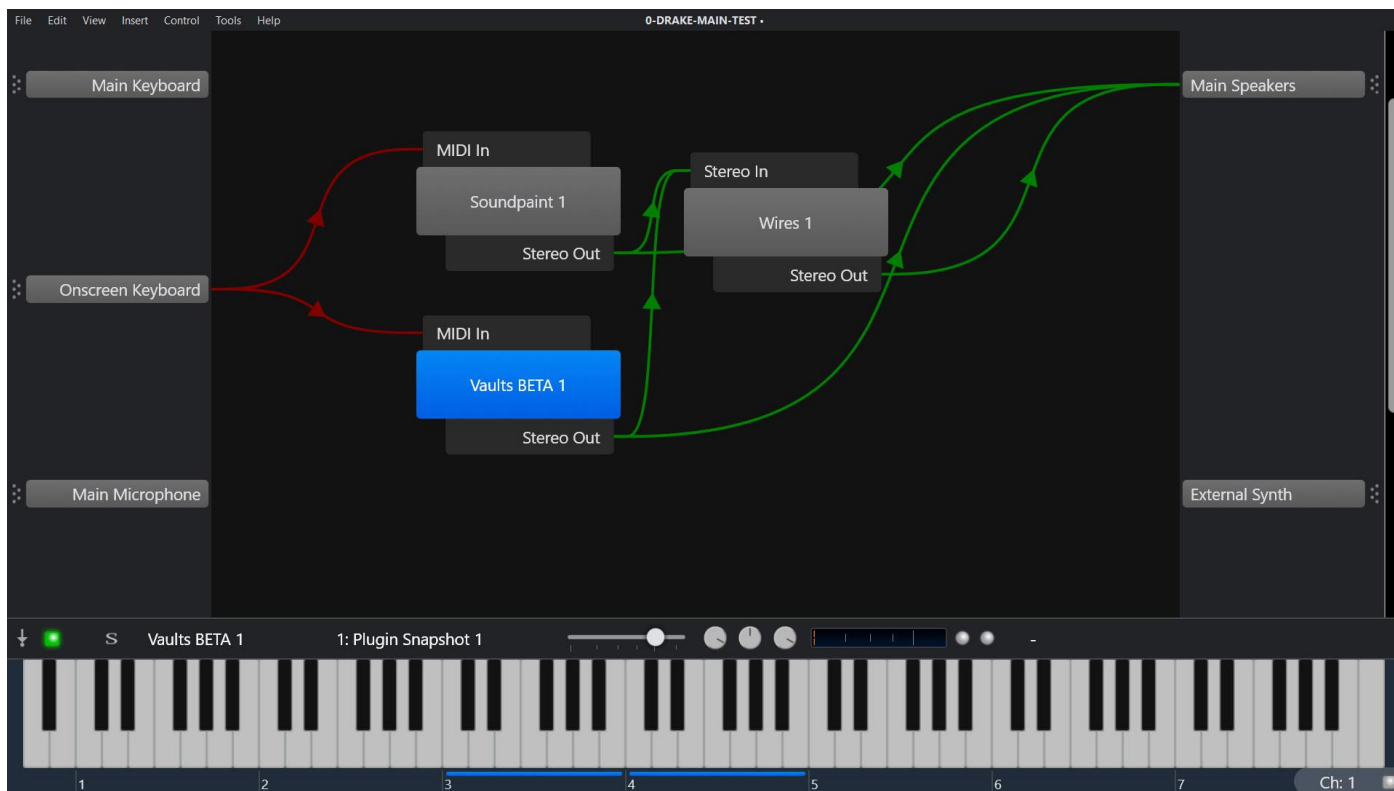 File Edit View Insert Control Tools Help 0-DRAKE-MAIN-TEST •
Main Keyboard
Main Speakers
MIDI In
Soundpaint 1
Stereo Out
Stereo In
Wires 1
Stereo Out
Onscreen Keyboard
MIDI In
Vaults BETA 1
Stereo Out
Main Microphone
External Synth
S Vaults BETA 1 1: Plugin Snapshot 1 -
1 2 3 4 5 6 7 Ch: 1